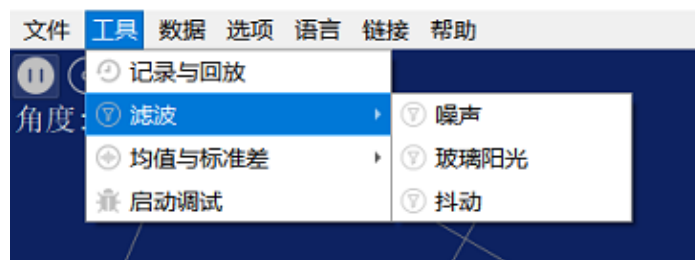 文件 工具 数据 选项 语言 链接 帮助
记录与回放
角度:
滤波
噪声
均值与标准差
玻璃阳光
启动调试
抖动